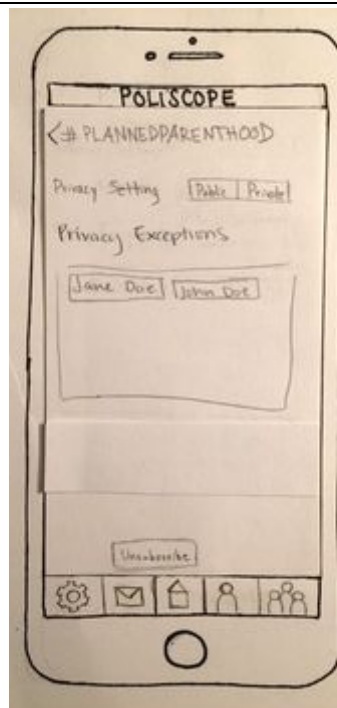 POLISCOPE
<# PLANNEDPARENTHOOD
Privacy Setting Public Private
Privacy Exceptions
Jane Doe John Doe
Unsubscribe